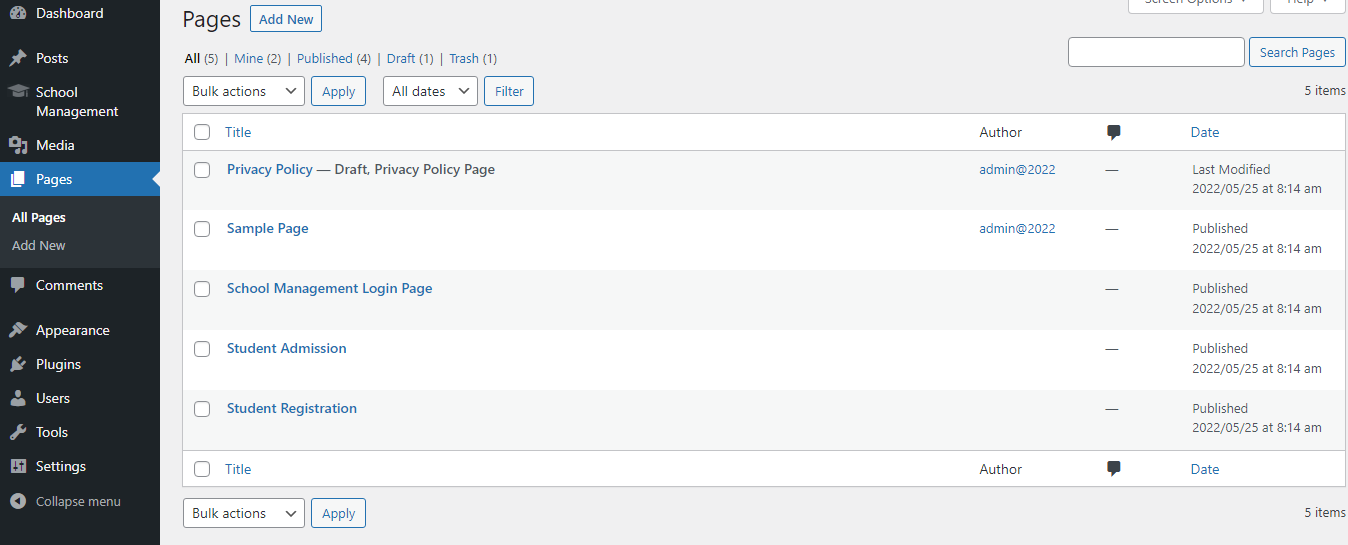 Dashboard
Posts
School
Management
Media
Pages
All Pages
Add New
Comments
Appearance
Plugins
Users
Tools
Settings
Collapse menu
Screen Options
Help
Pages Add New
All (5) | Mine (2) | Published (4) | Draft (1) | Trash (1)
Search Pages
Bulk actions Apply All dates Filter
5 items
Title Author Date
Privacy Policy — Draft, Privacy Policy Page admin@2022 — Last Modified
2022/05/25 at 8:14 am
Sample Page admin@2022 — Published
2022/05/25 at 8:14 am
School Management Login Page — Published
2022/05/25 at 8:14 am
Student Admission — Published
2022/05/25 at 8:14 am
Student Registration — Published
2022/05/25 at 8:14 am
Title Author Date
Bulk actions Apply
5 items